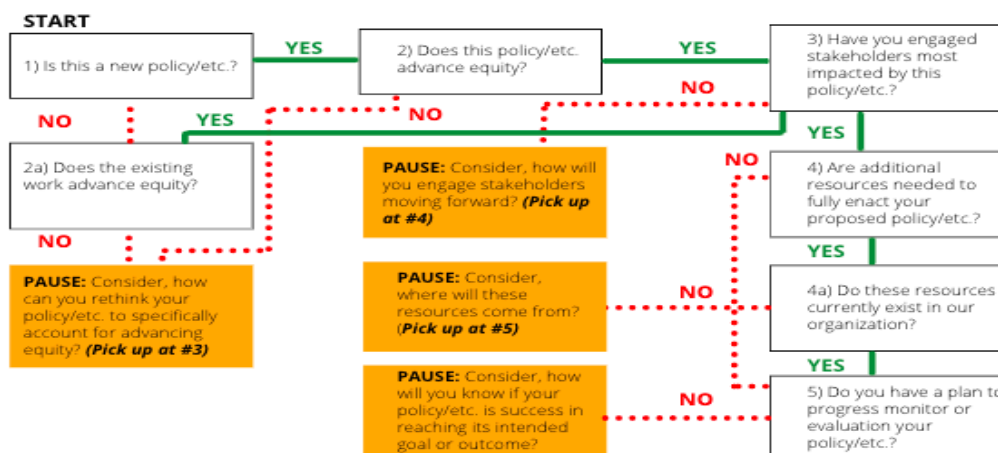 START
1) Is this a new policy/etc.?
YES
2) Does this policy/etc.
advance equity?
YES
3) Have you engaged
stakeholders most
impacted by this
policy/etc.?
NO
YES
NO
NO
YES
2a) Does the existing
work advance equity?
PAUSE: Consider, how will
you engage stakeholders
moving forward? (Pick up
at #4)
NO
4) Are additional
resources needed to
fully enact your
proposed policy/etc.?
NO
YES
PAUSE: Consider, how
can you rethink your
policy/etc. to specifically
account for advancing
equity? (Pick up at #3)
PAUSE: Consider,
where will these
resources come from?
(Pick up at #5)
NO
4a) Do these resources
currently exist in our
organization?
YES
PAUSE: Consider, how
will you know if your
policy/etc. is success in
reaching its intended
goal or outcome?
NO
5) Do you have a plan to
progress monitor or
evaluation your
policy/etc.?